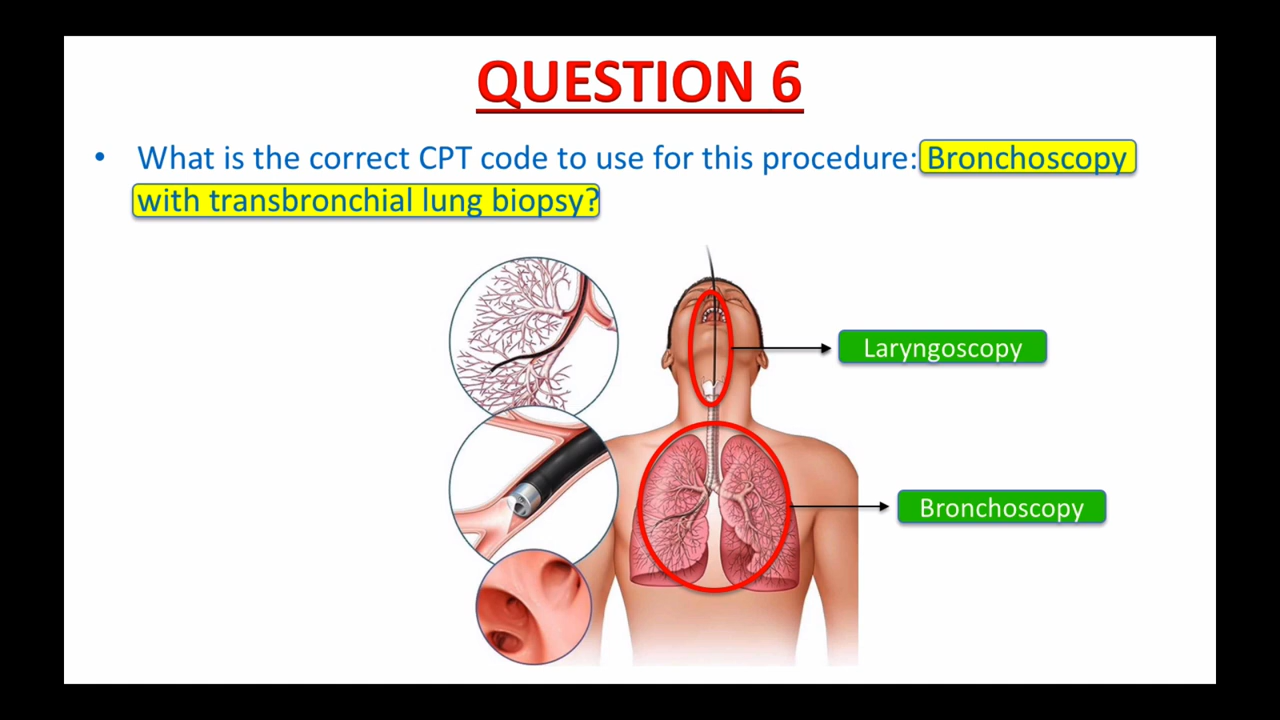 QUESTION 6
• What is the correct CPT code to use for this procedure: Bronchoscopy
with transbronchial lung biopsy?
Laryngoscopy
Bronchoscopy